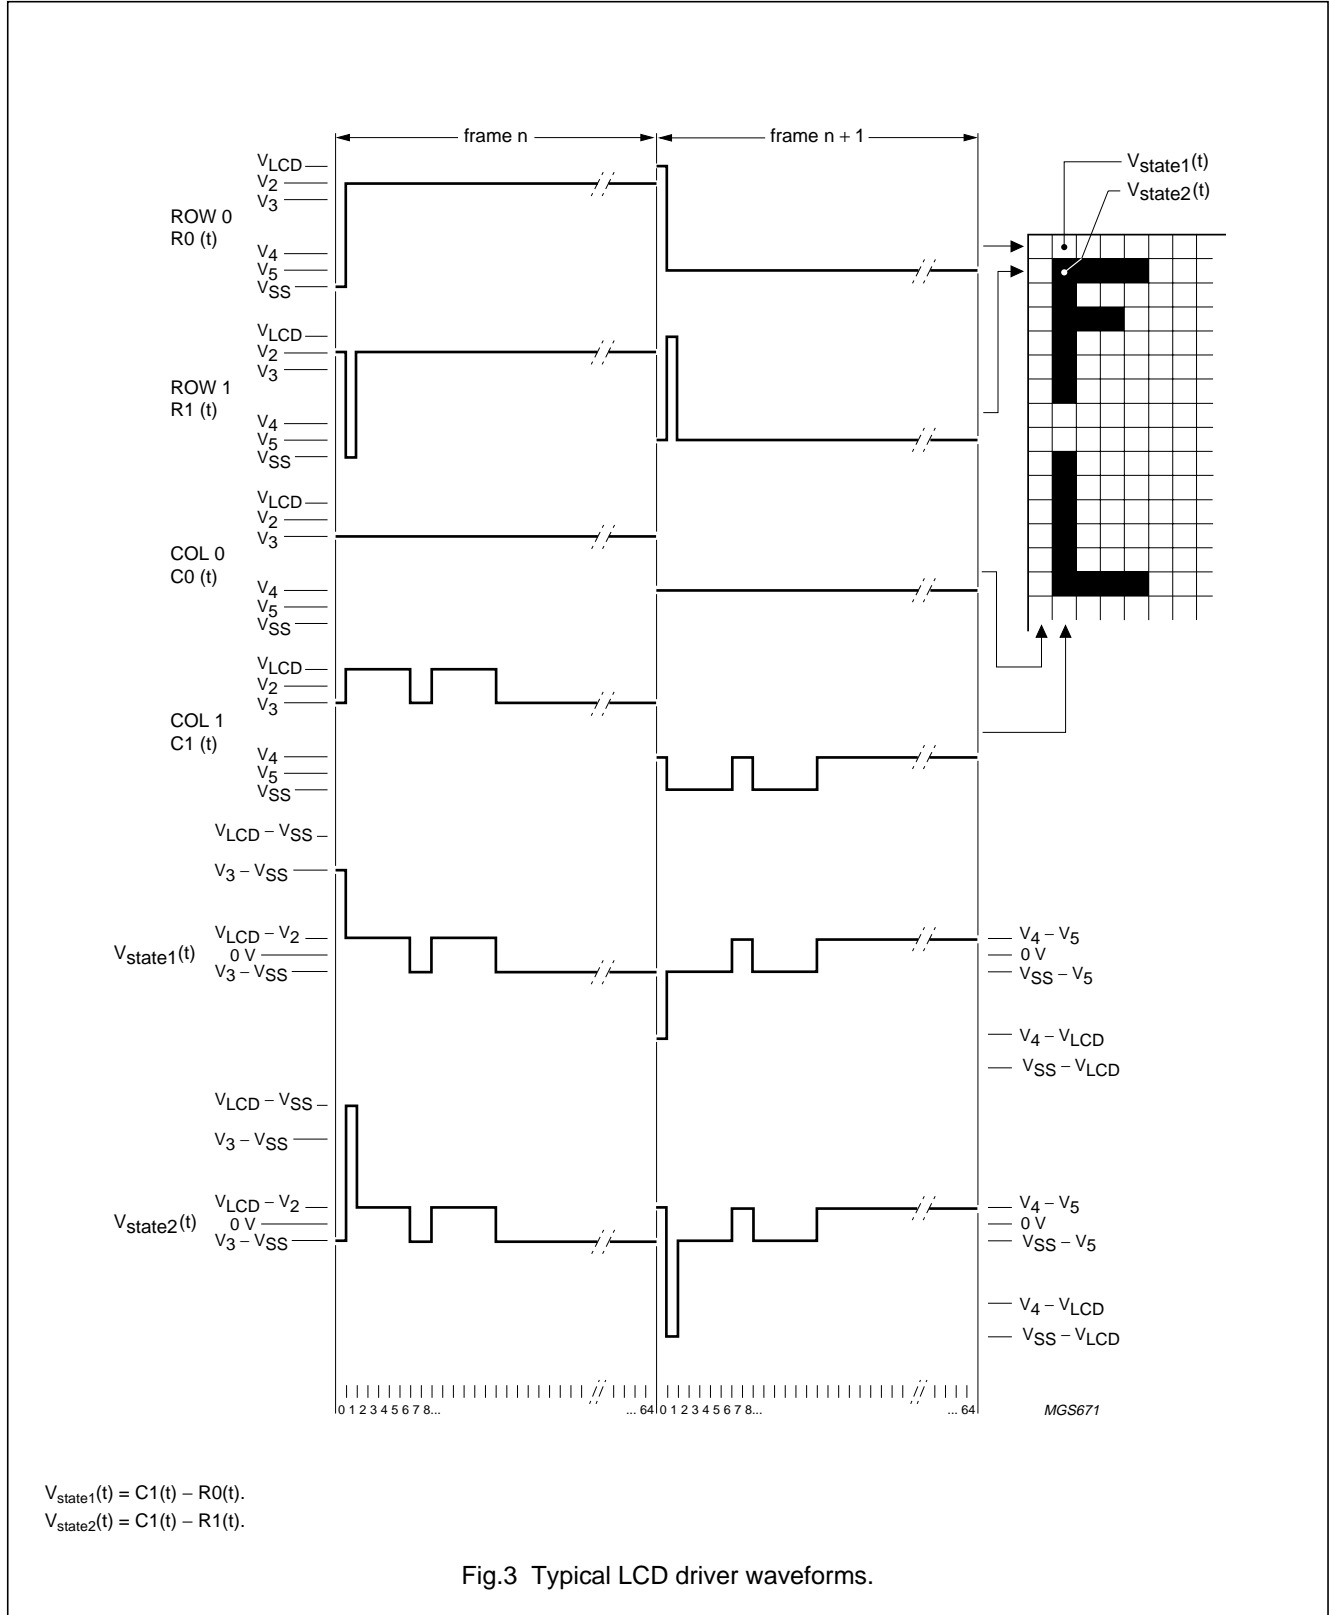 frame n
frame n + 1
VLCD
V2
V3
ROW 0
R0 (t)
V4
V5
VSS
Vstate1(t)
Vstate2(t)
VLCD
V2
V3
ROW 1
R1 (t)
V4
V5
VSS
VLCD
V2
V3
COL 0
C0 (t)
V4
V5
VSS
VLCD
V2
V3
COL 1
C1 (t)
V4
V5
VSS
VLCD – VSS
V3 – VSS
Vstate1(t)
VLCD – V2
0 V
V3 – VSS
V4 – V5
0 V
VSS – V5
V4 – VLCD
VSS – VLCD
VLCD – VSS
V3 – VSS
Vstate2(t)
VLCD – V2
0 V
V3 – VSS
V4 – V5
0 V
VSS – V5
V4 – VLCD
VSS – VLCD
0 1 2 3 4 5 6 7 8... ... 64 0 1 2 3 4 5 6 7 8... ... 64
MGS671
Vstate1(t) = C1(t) – R0(t).
Vstate2(t) = C1(t) – R1(t).
Fig.3 Typical LCD driver waveforms.